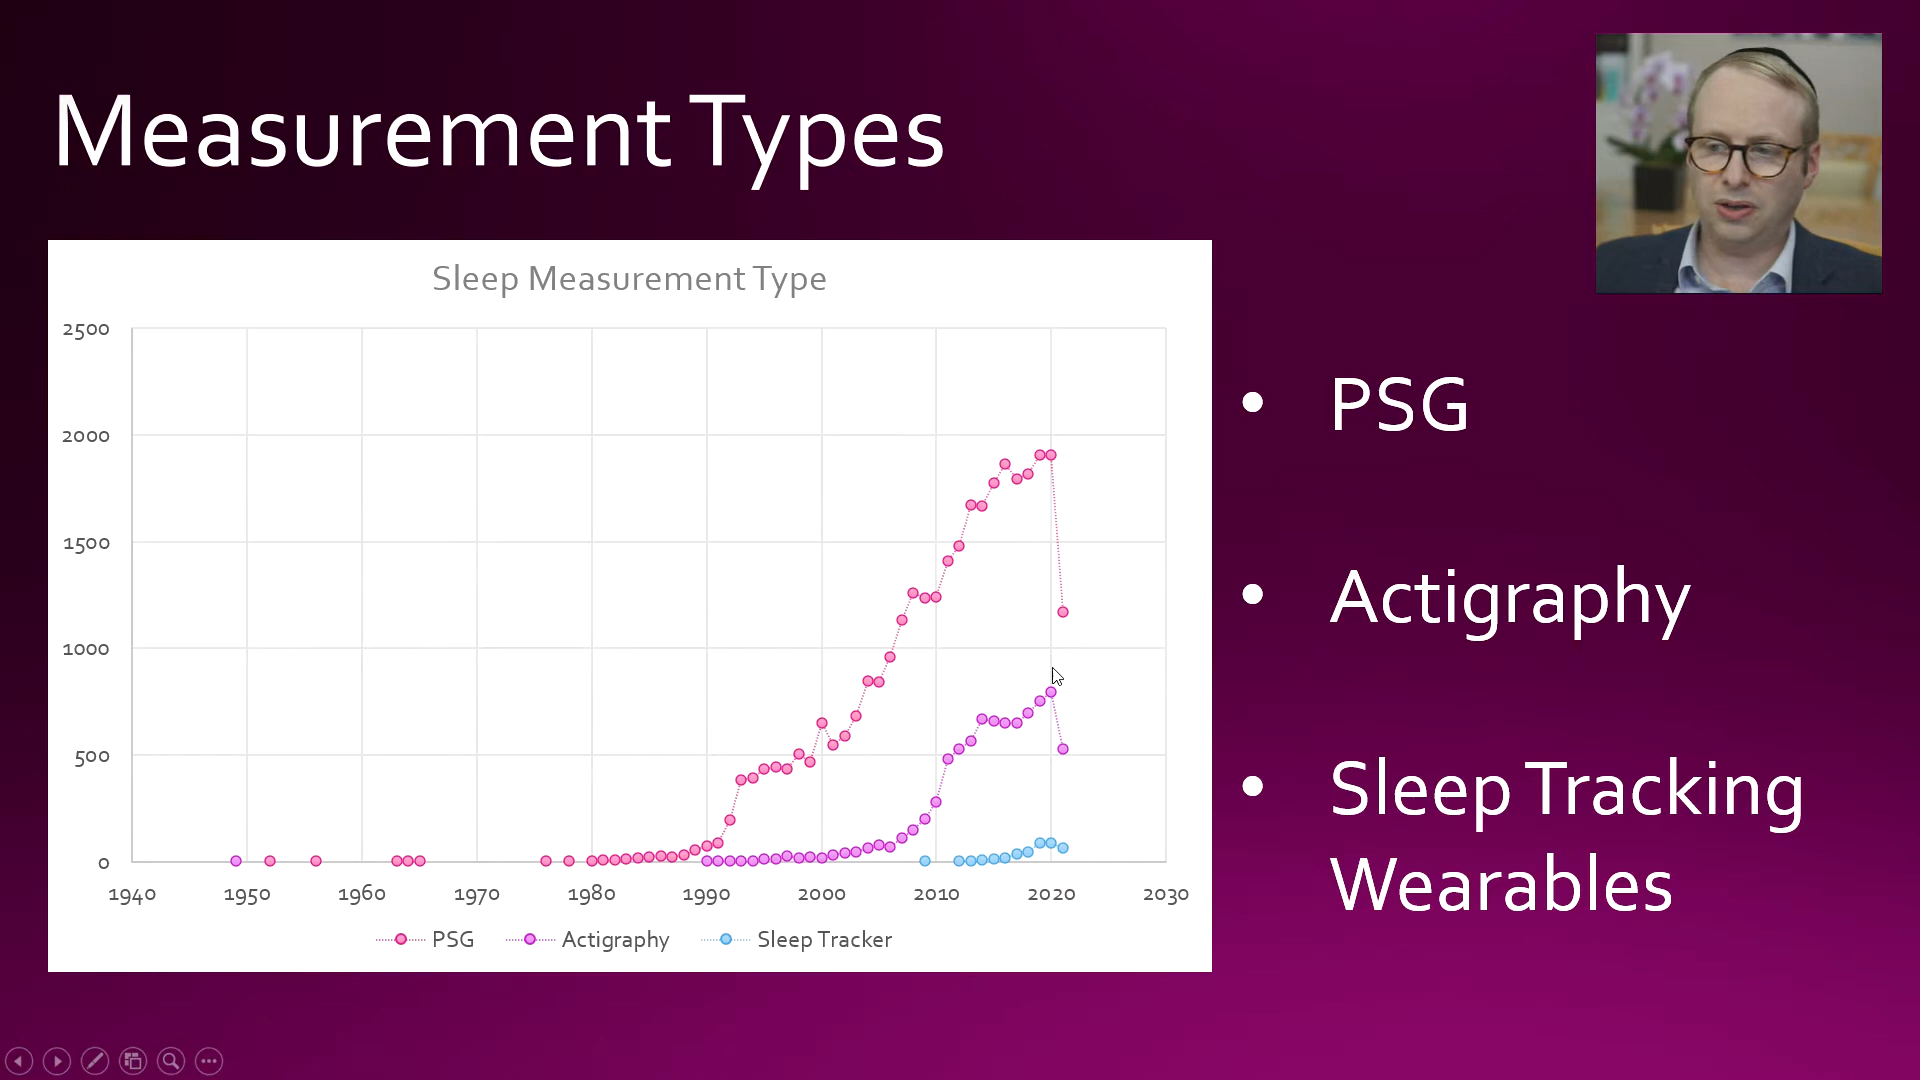 Measurement Types
Sleep Measurement Type
2500
2000
1500
1000
500
0
1940 1950 1960 1970 1980 1990 2000 2010 2020 2030
PSG Actigraphy Sleep Tracker
• PSG
• Actigraphy
• Sleep Tracking
Wearables